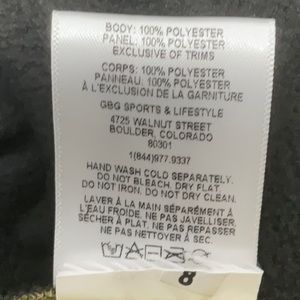 BODY: 100% POLYESTER
PANEL: 100% POLYESTER
EXCLUSIVE OF TRIMS
CORPS: 100% POLYESTER
PANNEAU: 100% POLYESTER
À L'EXCLUSION DE LA GARNITURE
GBG SPORTS & LIFESTYLE
4725 WALNUT STREET
BOULDER, COLORADO
80301
1(844)977.9337
HAND WASH COLD SEPARATELY.
DO NOT BLEACH. DRY FLAT.
DO NOT IRON. DO NOT DRY CLEAN.
LAVER À LA MAIN SÉPARÉMENT À
L'EAU FROIDE. NE PAS JAVELLISER.
SÉCHER À PLAT. NE PAS REPASSER.
NE PAS NETTOYER À SEC.
8